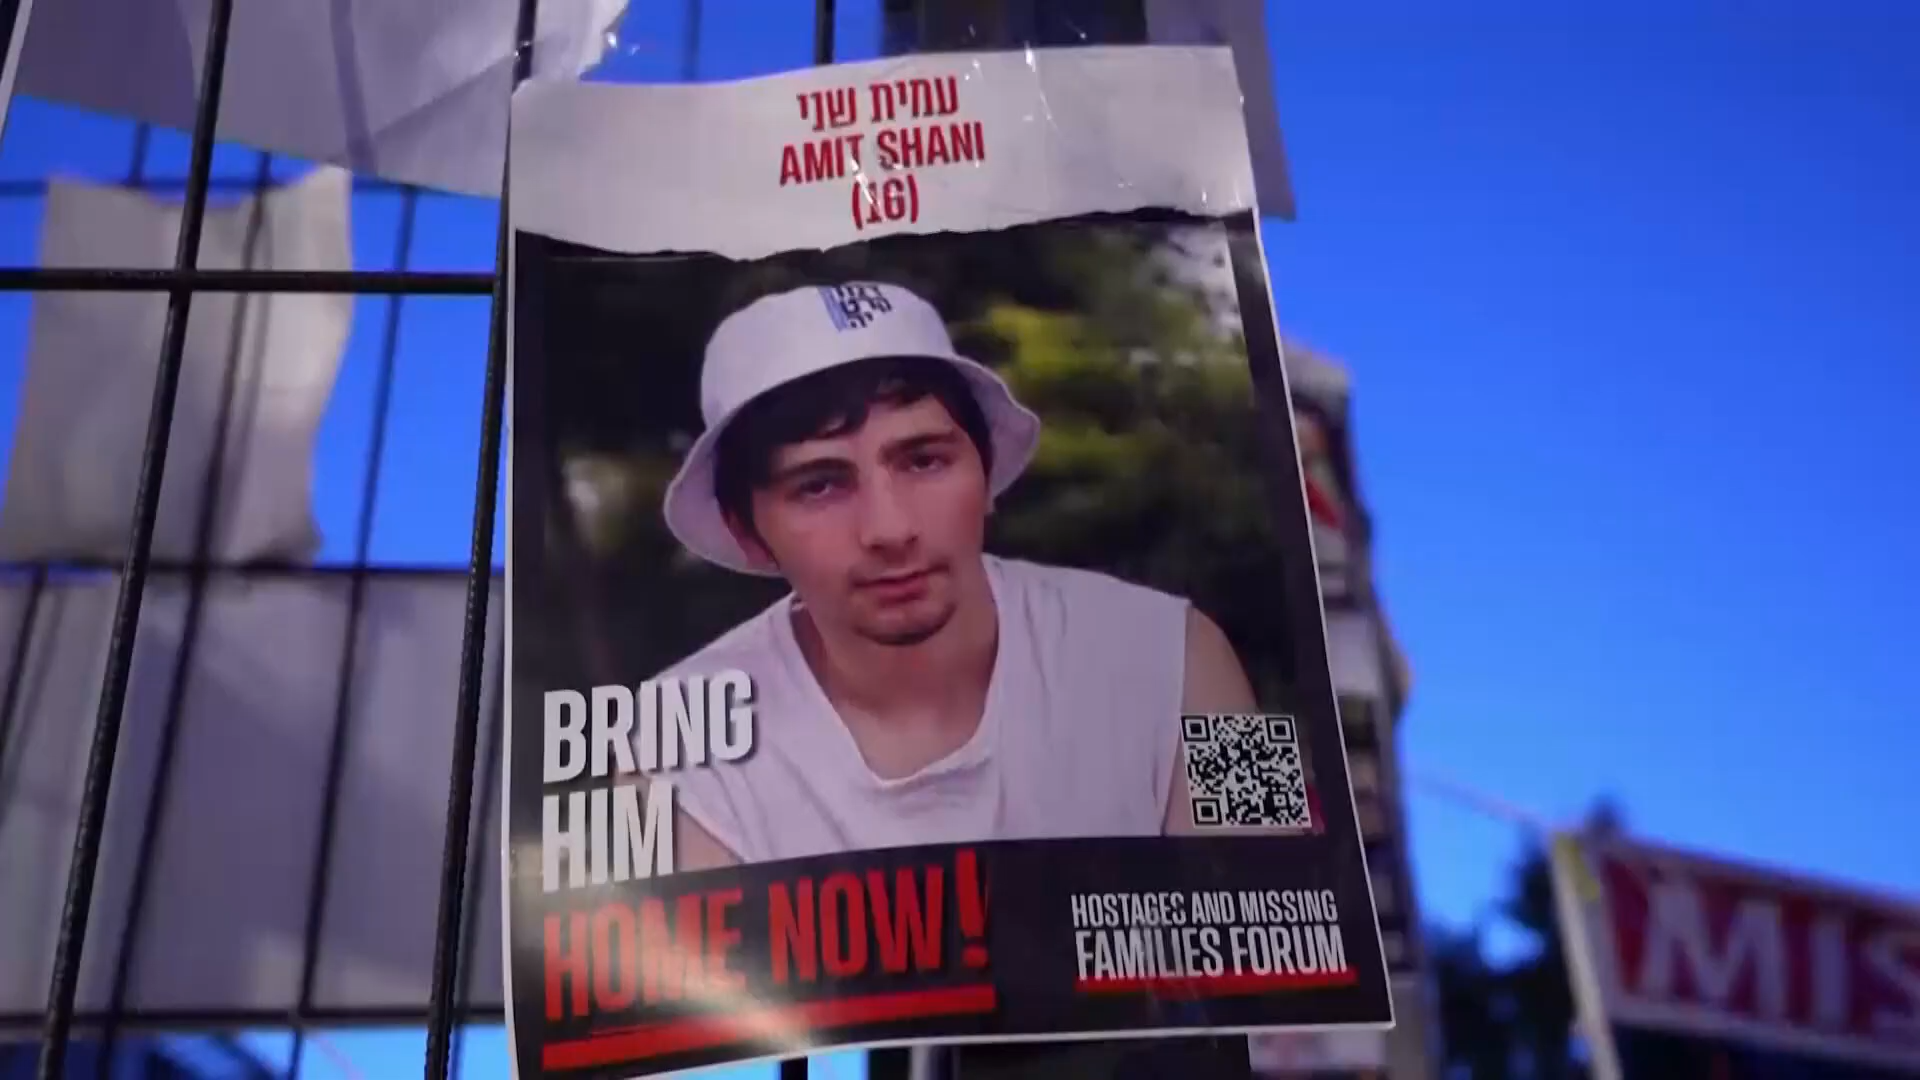 עמית שני
AMIT SHANI
(16)
BRING
HIM
HOME NOW!
HOSTAGES AND MISSING
FAMILIES FORUM
MIS